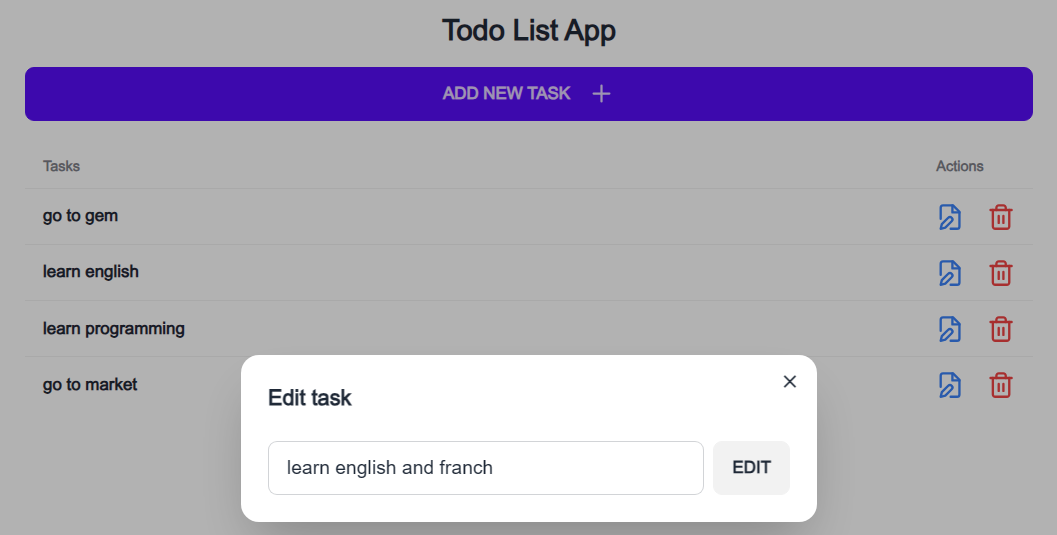 Todo List App
ADD NEW TASK
Tasks Actions
go to gem
learn english
learn programming
go to market
Edit task
learn english and franch
EDIT